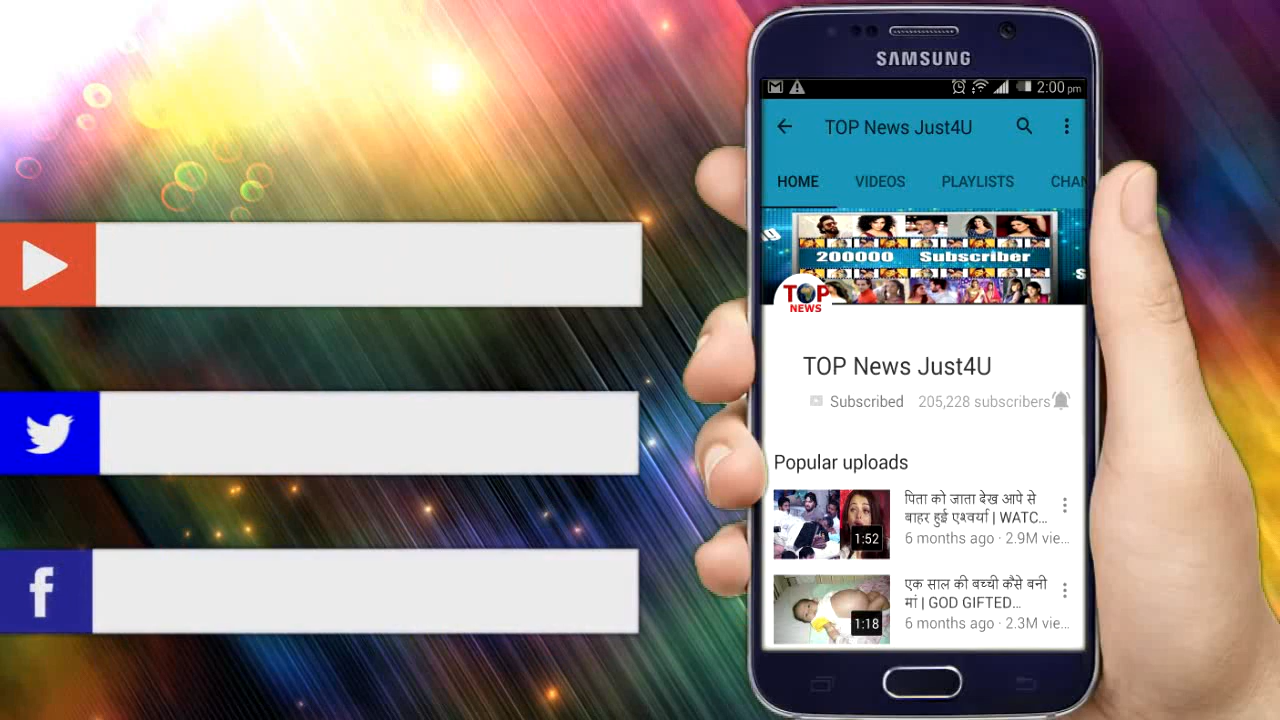 SAMSUNG
2:00 pm
TOP News Just4U
HOME VIDEOS PLAYLISTS CHAN
200000 Subscriber
TOP
NEWS
TOP News Just4U
Subscribed 205,228 subscribers
Popular uploads
पिता को जाता देख आपे से
बाहर हुई एश्वर्या | WATC...
6 months ago · 2.9M vie...
1:52
एक साल की बच्ची कैसे बनी
मां | GOD GIFTED...
6 months ago · 2.3M vie...
1:18